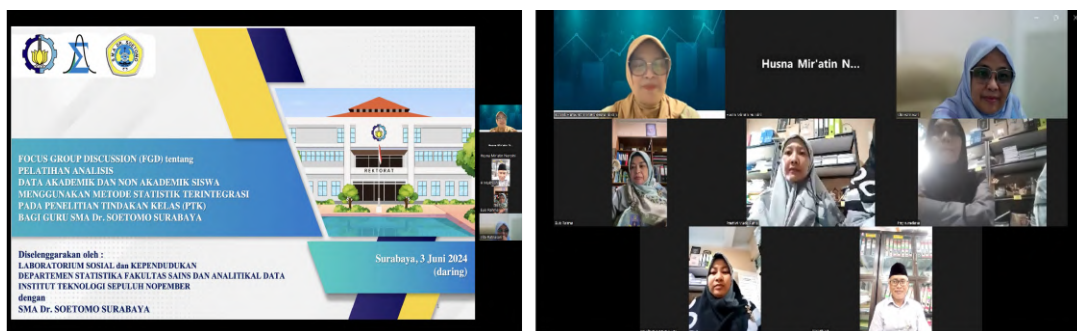 FOCUS GROUP DISCUSSION (FGD) tentang
PELATIHAN ANALISIS
DATA AKADEMIK DAN NON AKADEMIK SISWA
MENGGUNAKAN METODE STATISTIK TERINTEGRASI
PADA PENELITIAN TINDAKAN KELAS (PTK)
BAGI GURU SMA Dr. SOETOMO SURABAYA
REKTORAT
Diselenggarakan oleh :
LABORATORIUM SOSIAL dan KEPENDUDUKAN
DEPARTEMEN STATISTIKA FAKULTAS SAINS DAN ANALITIKAL DATA
INSTITUT TEKNOLOGI SEPULUH NOPEMBER
dengan
SMA Dr. SOETOMO SURABAYA
Surabaya, 3 Juni 2024
(daring)
Husna Mir'atin N...